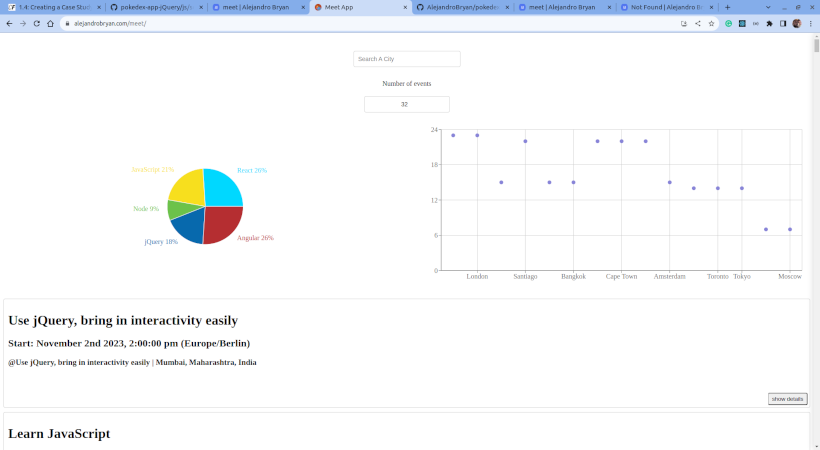 1.4: Creating a Case Stud
pokedex-app-jQuery/js/s
meet | Alejandro Bryan
Meet App
AlejandroBryan/pokede
meet | Alejandro Bryan
Not Found | Alejandro B
alejandrobryan.com/meet/
Search A City
Number of events
32
JavaScript 21%
React 26%
Node 9%
jQuery 18%
Angular 26%
24
18
12
6
0
London
Santiago
Bangkok
Cape Town
Amsterdam
Toronto
Tokyo
Moscow
Use jQuery, bring in interactivity easily
Start: November 2nd 2023, 2:00:00 pm (Europe/Berlin)
@Use jQuery, bring in interactivity easily | Mumbai, Maharashtra, India
show details
Learn JavaScript